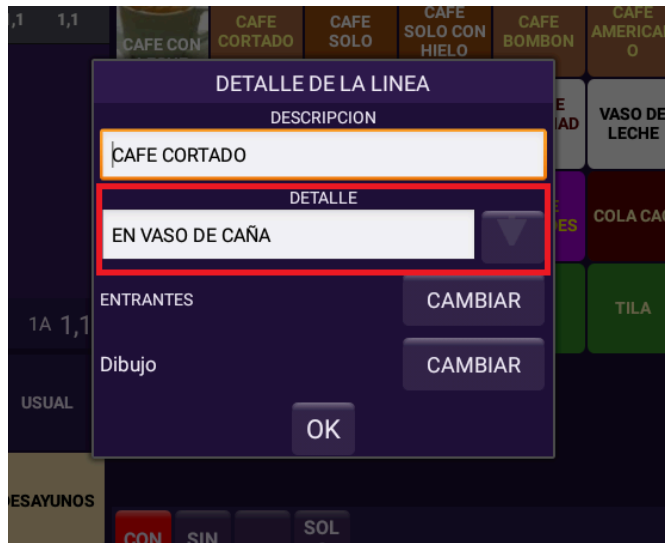 ,1 1,1
CAFE CON
CAFE
CORTADO
CAFE
SOLO
CAFE
SOLO CON
HIELO
CAFE
BOMBON
CAFE
AMERICA
O
DETALLE DE LA LINEA
DESCRIPCION
CAFE CORTADO
DETALLE
EN VASO DE CAÑA
ENTRANTES
CAMBIAR
Dibujo
CAMBIAR
OK
E
AD
VASO DE
LECHE
ES
COLA CA
TILA
1A 1,1
USUAL
ESAYUNOS
CON
SIN
SOL